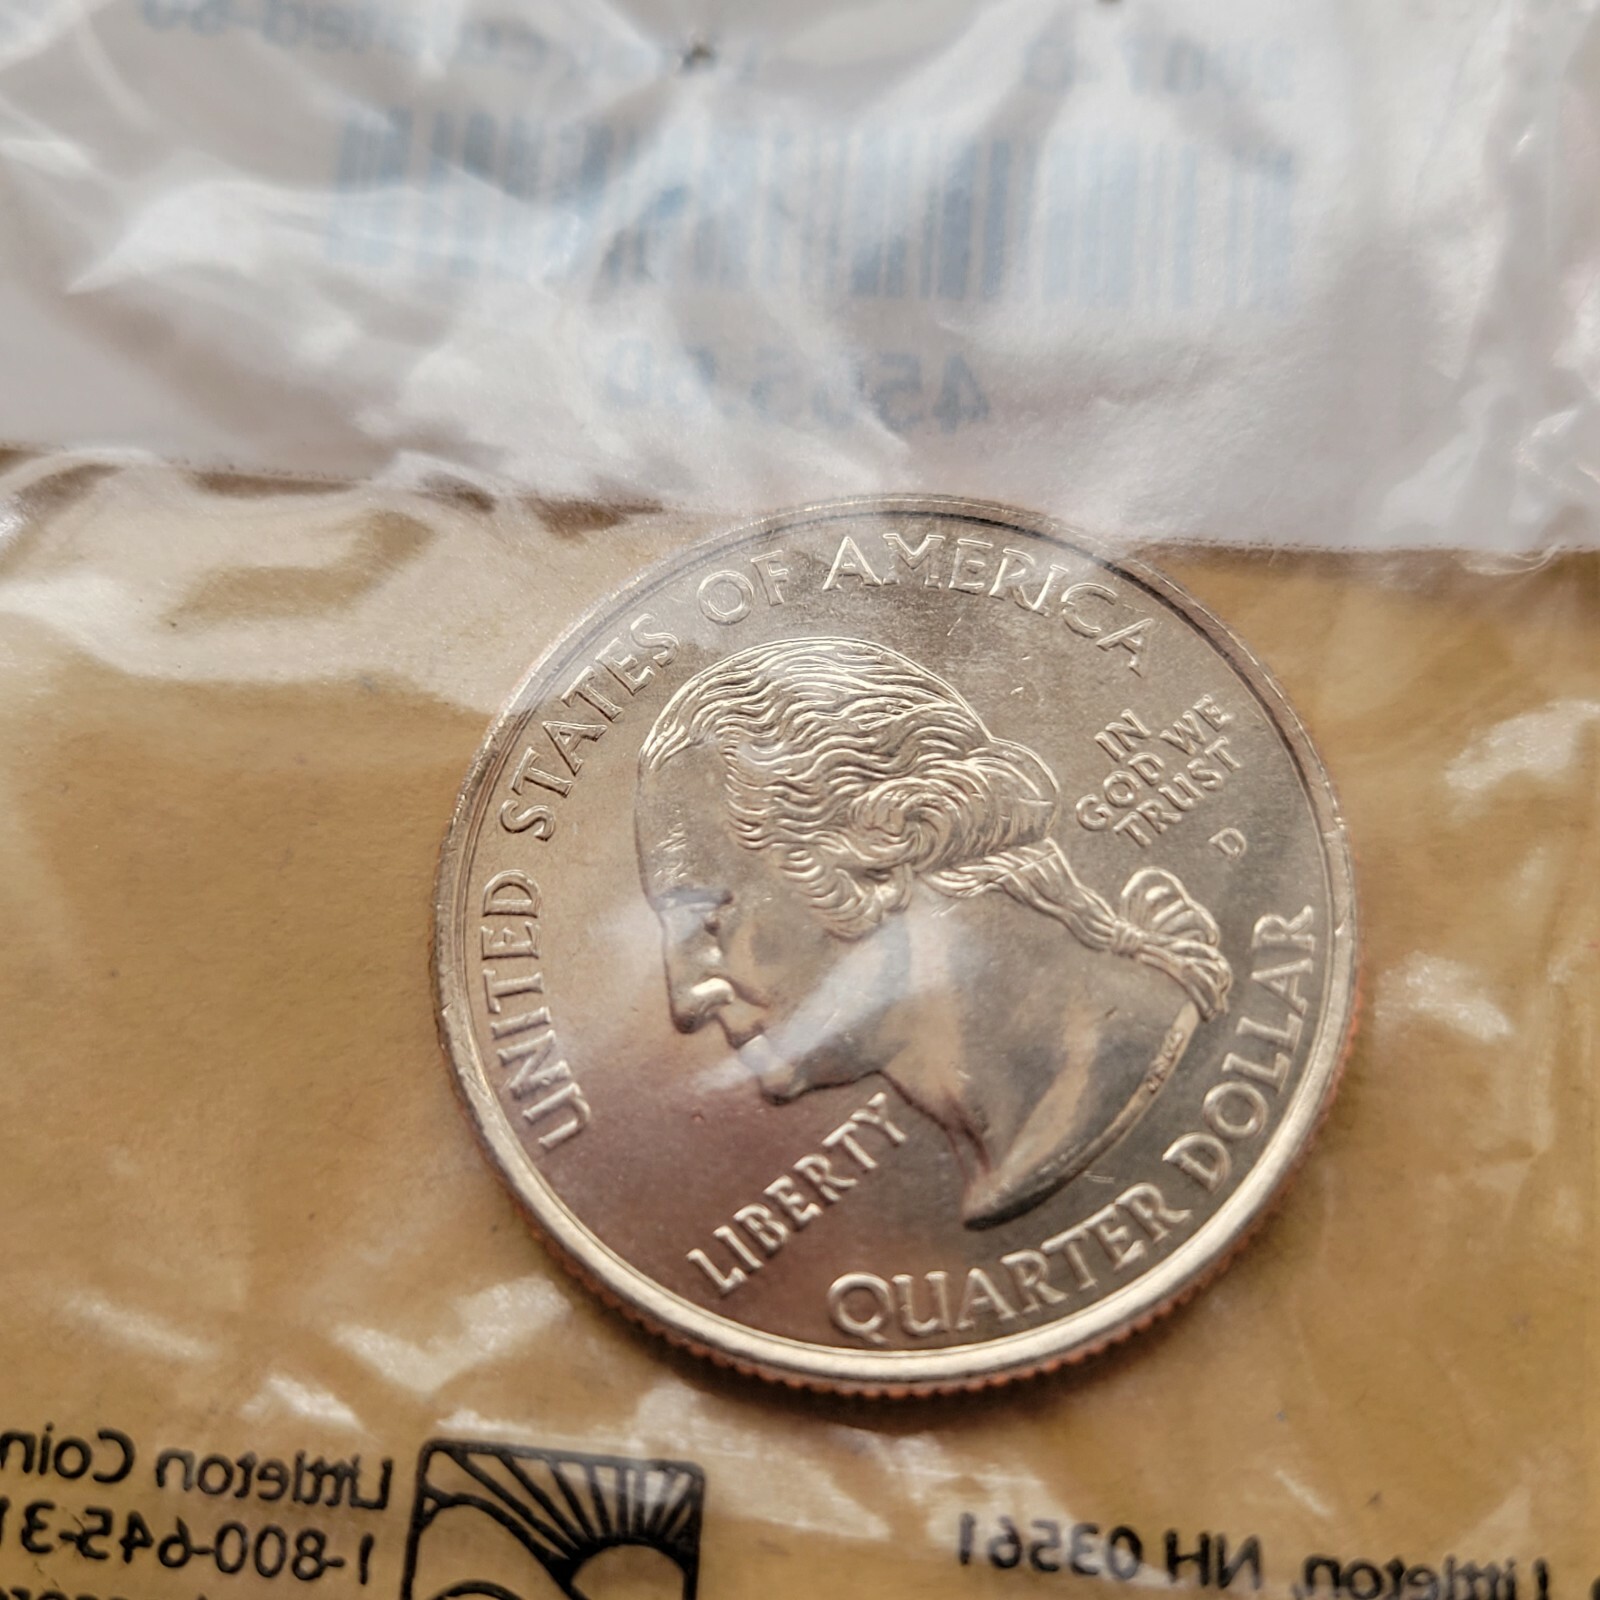 UNITED STATES OF AMERICA
IN
GOD WE
TRUST
D
LIBERTY
QUARTER DOLLAR
Littleton Coin
1-800-645-31
Littleton, NH 03561